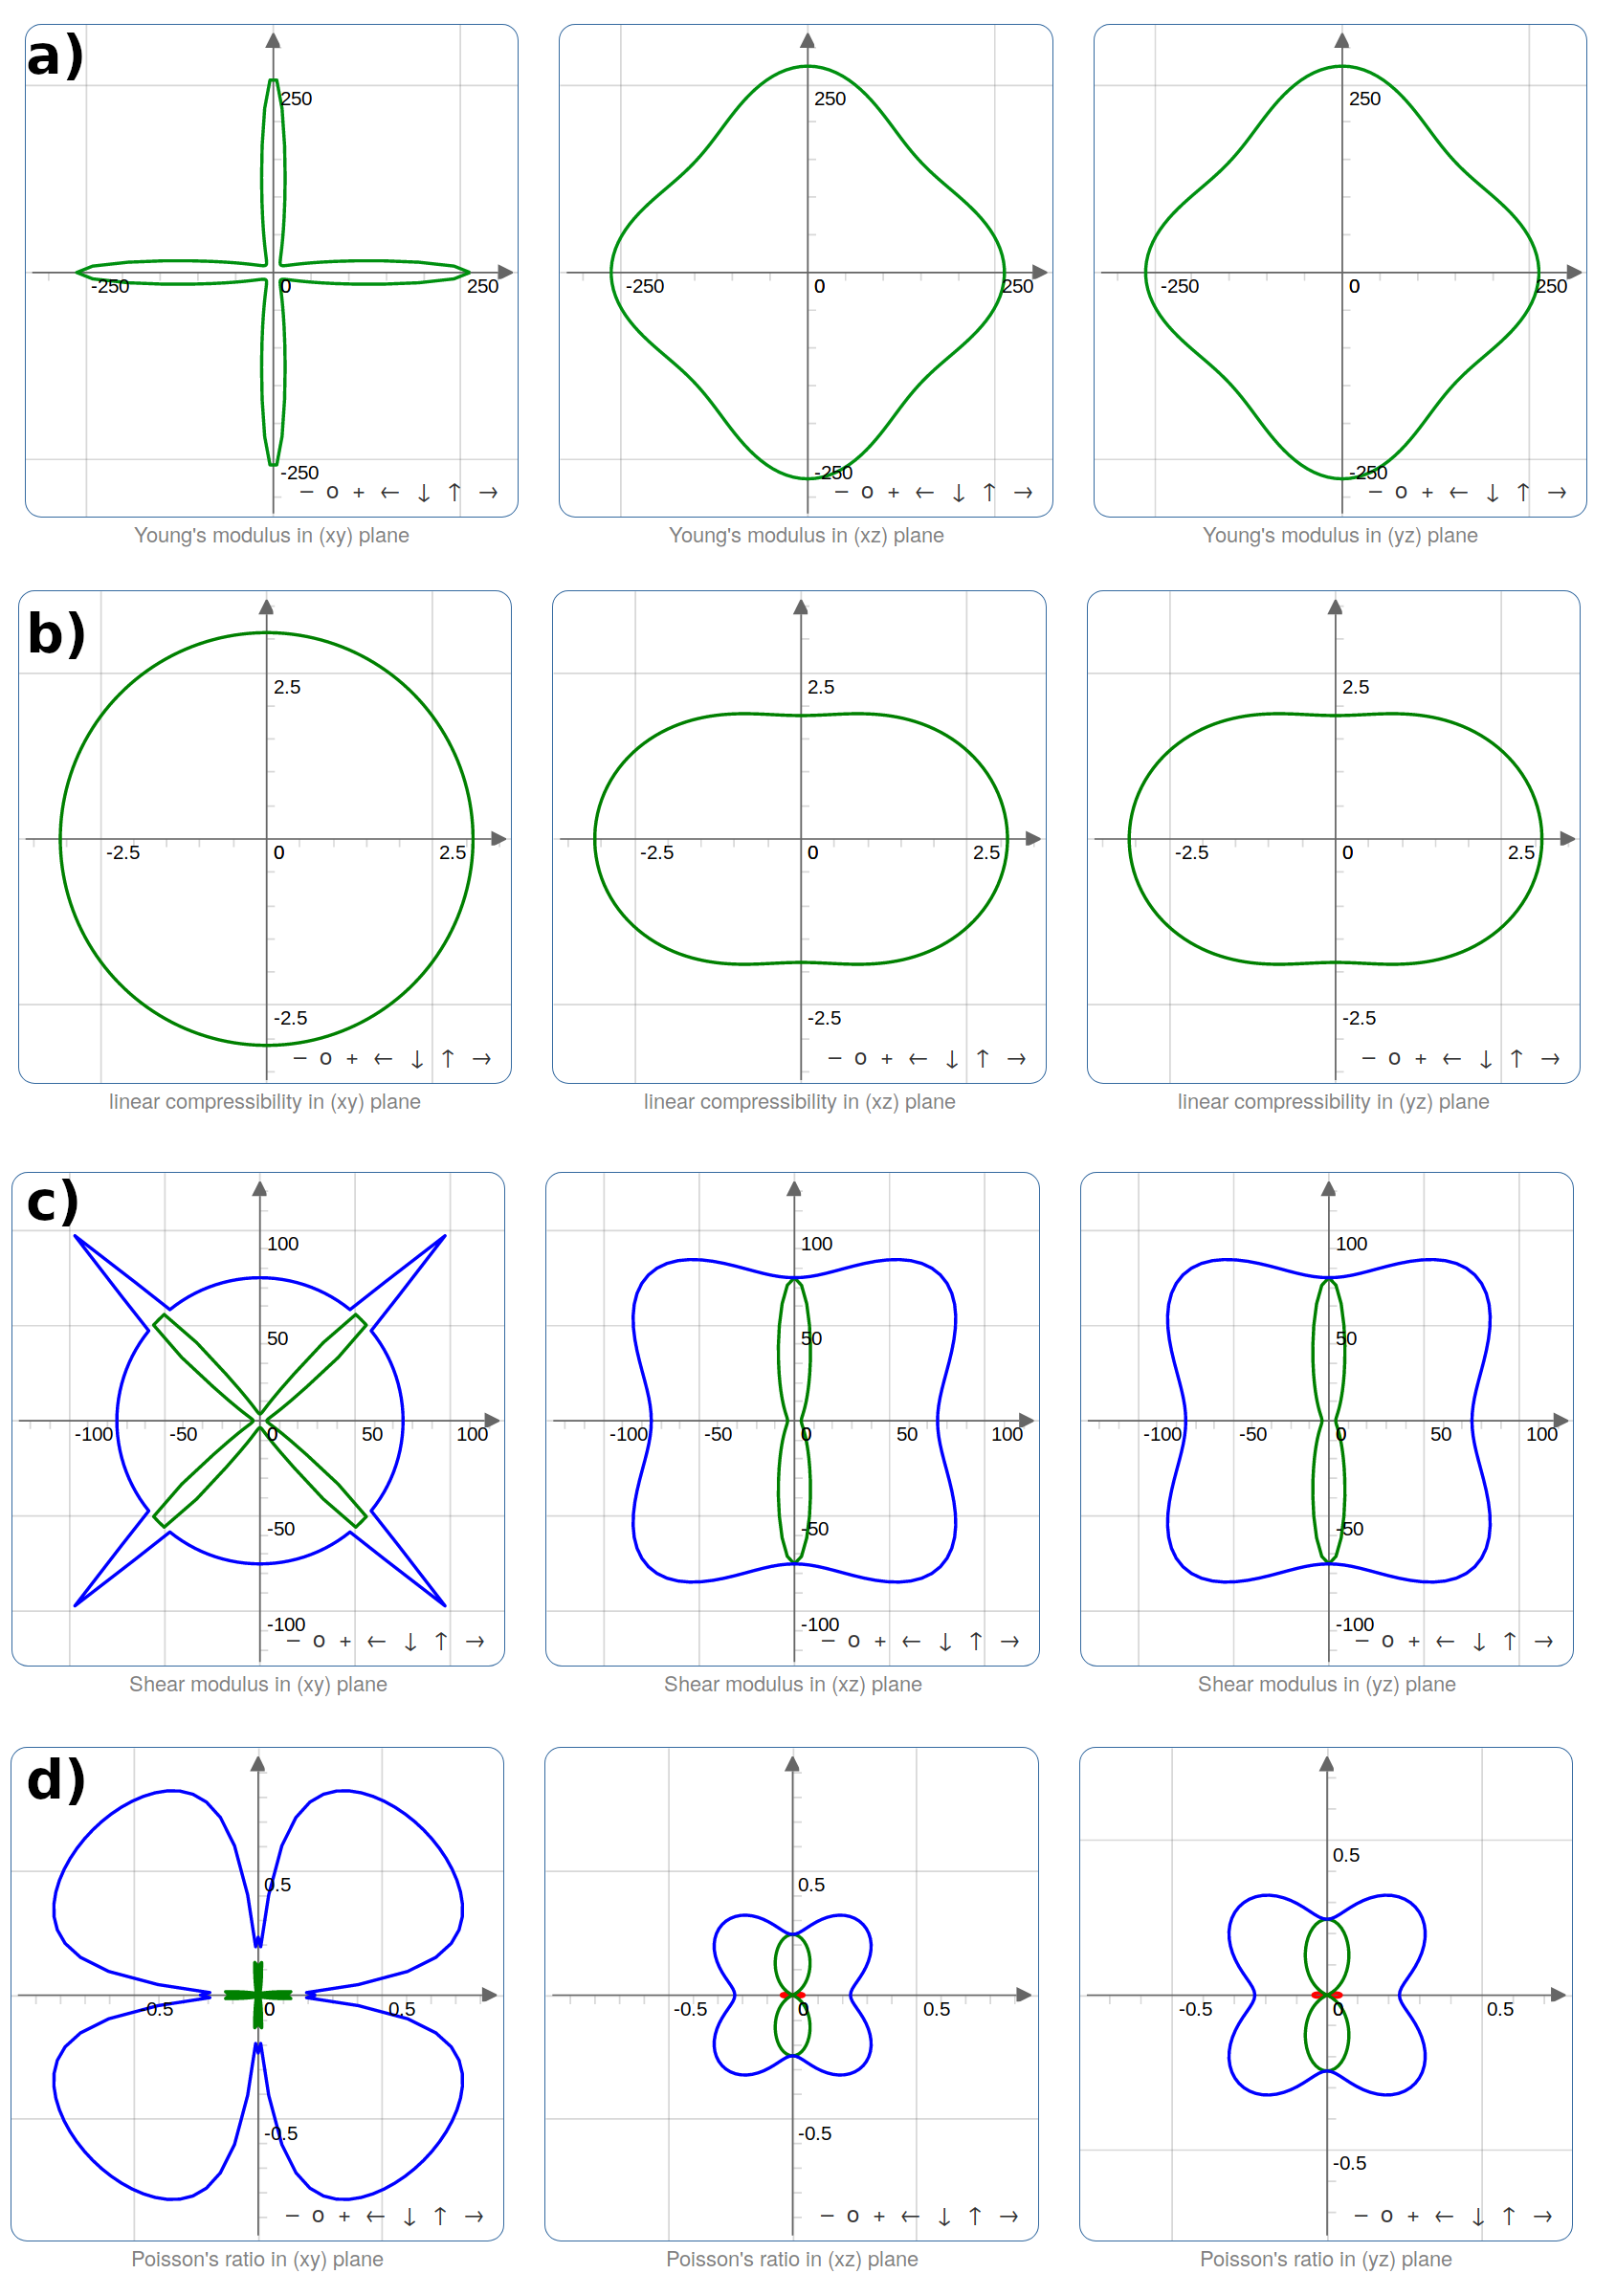 a)
250
-250 0 250
-250
− o + ← ↓ ↑ →
Young's modulus in (xy) plane
250
-250 0 250
-250
− o + ← ↓ ↑ →
Young's modulus in (xz) plane
250
-250 0 250
-250
− o + ← ↓ ↑ →
Young's modulus in (yz) plane
b)
2.5
-2.5 0 2.5
-2.5
− o + ← ↓ ↑ →
linear compressibility in (xy) plane
2.5
-2.5 0 2.5
-2.5
− o + ← ↓ ↑ →
linear compressibility in (xz) plane
2.5
-2.5 0 2.5
-2.5
− o + ← ↓ ↑ →
linear compressibility in (yz) plane
c)
100
50
-100 -50 0 50 100
-50
-100
− o + ← ↓ ↑ →
Shear modulus in (xy) plane
100
50
-100 -50 0 50 100
-50
-100
− o + ← ↓ ↑ →
Shear modulus in (xz) plane
100
50
-100 -50 0 50 100
-50
-100
− o + ← ↓ ↑ →
Shear modulus in (yz) plane
d)
0.5
-0.5 0 0.5
-0.5
− o + ← ↓ ↑ →
Poisson's ratio in (xy) plane
0.5
-0.5 0 0.5
-0.5
− o + ← ↓ ↑ →
Poisson's ratio in (xz) plane
0.5
-0.5 0 0.5
-0.5
− o + ← ↓ ↑ →
Poisson's ratio in (yz) plane